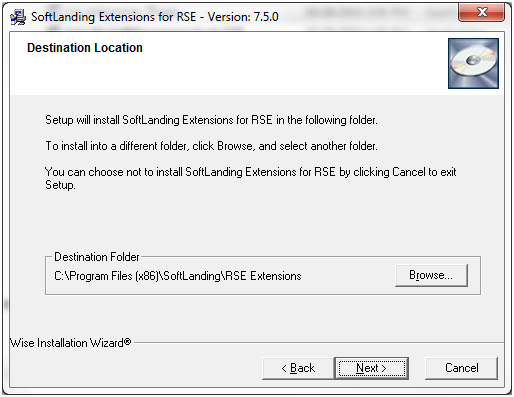 SoftLanding Extensions for RSE - Version: 7.5.0
Destination Location
Setup will install SoftLanding Extensions for RSE in the following folder.
To install into a different folder, click Browse, and select another folder.
You can choose not to install SoftLanding Extensions for RSE by clicking Cancel to exit
Setup.
Destination Folder
C:\Program Files (x86)\SoftLanding\RSE Extensions
Browse...
Wise Installation Wizard®
< Back
Next >
Cancel